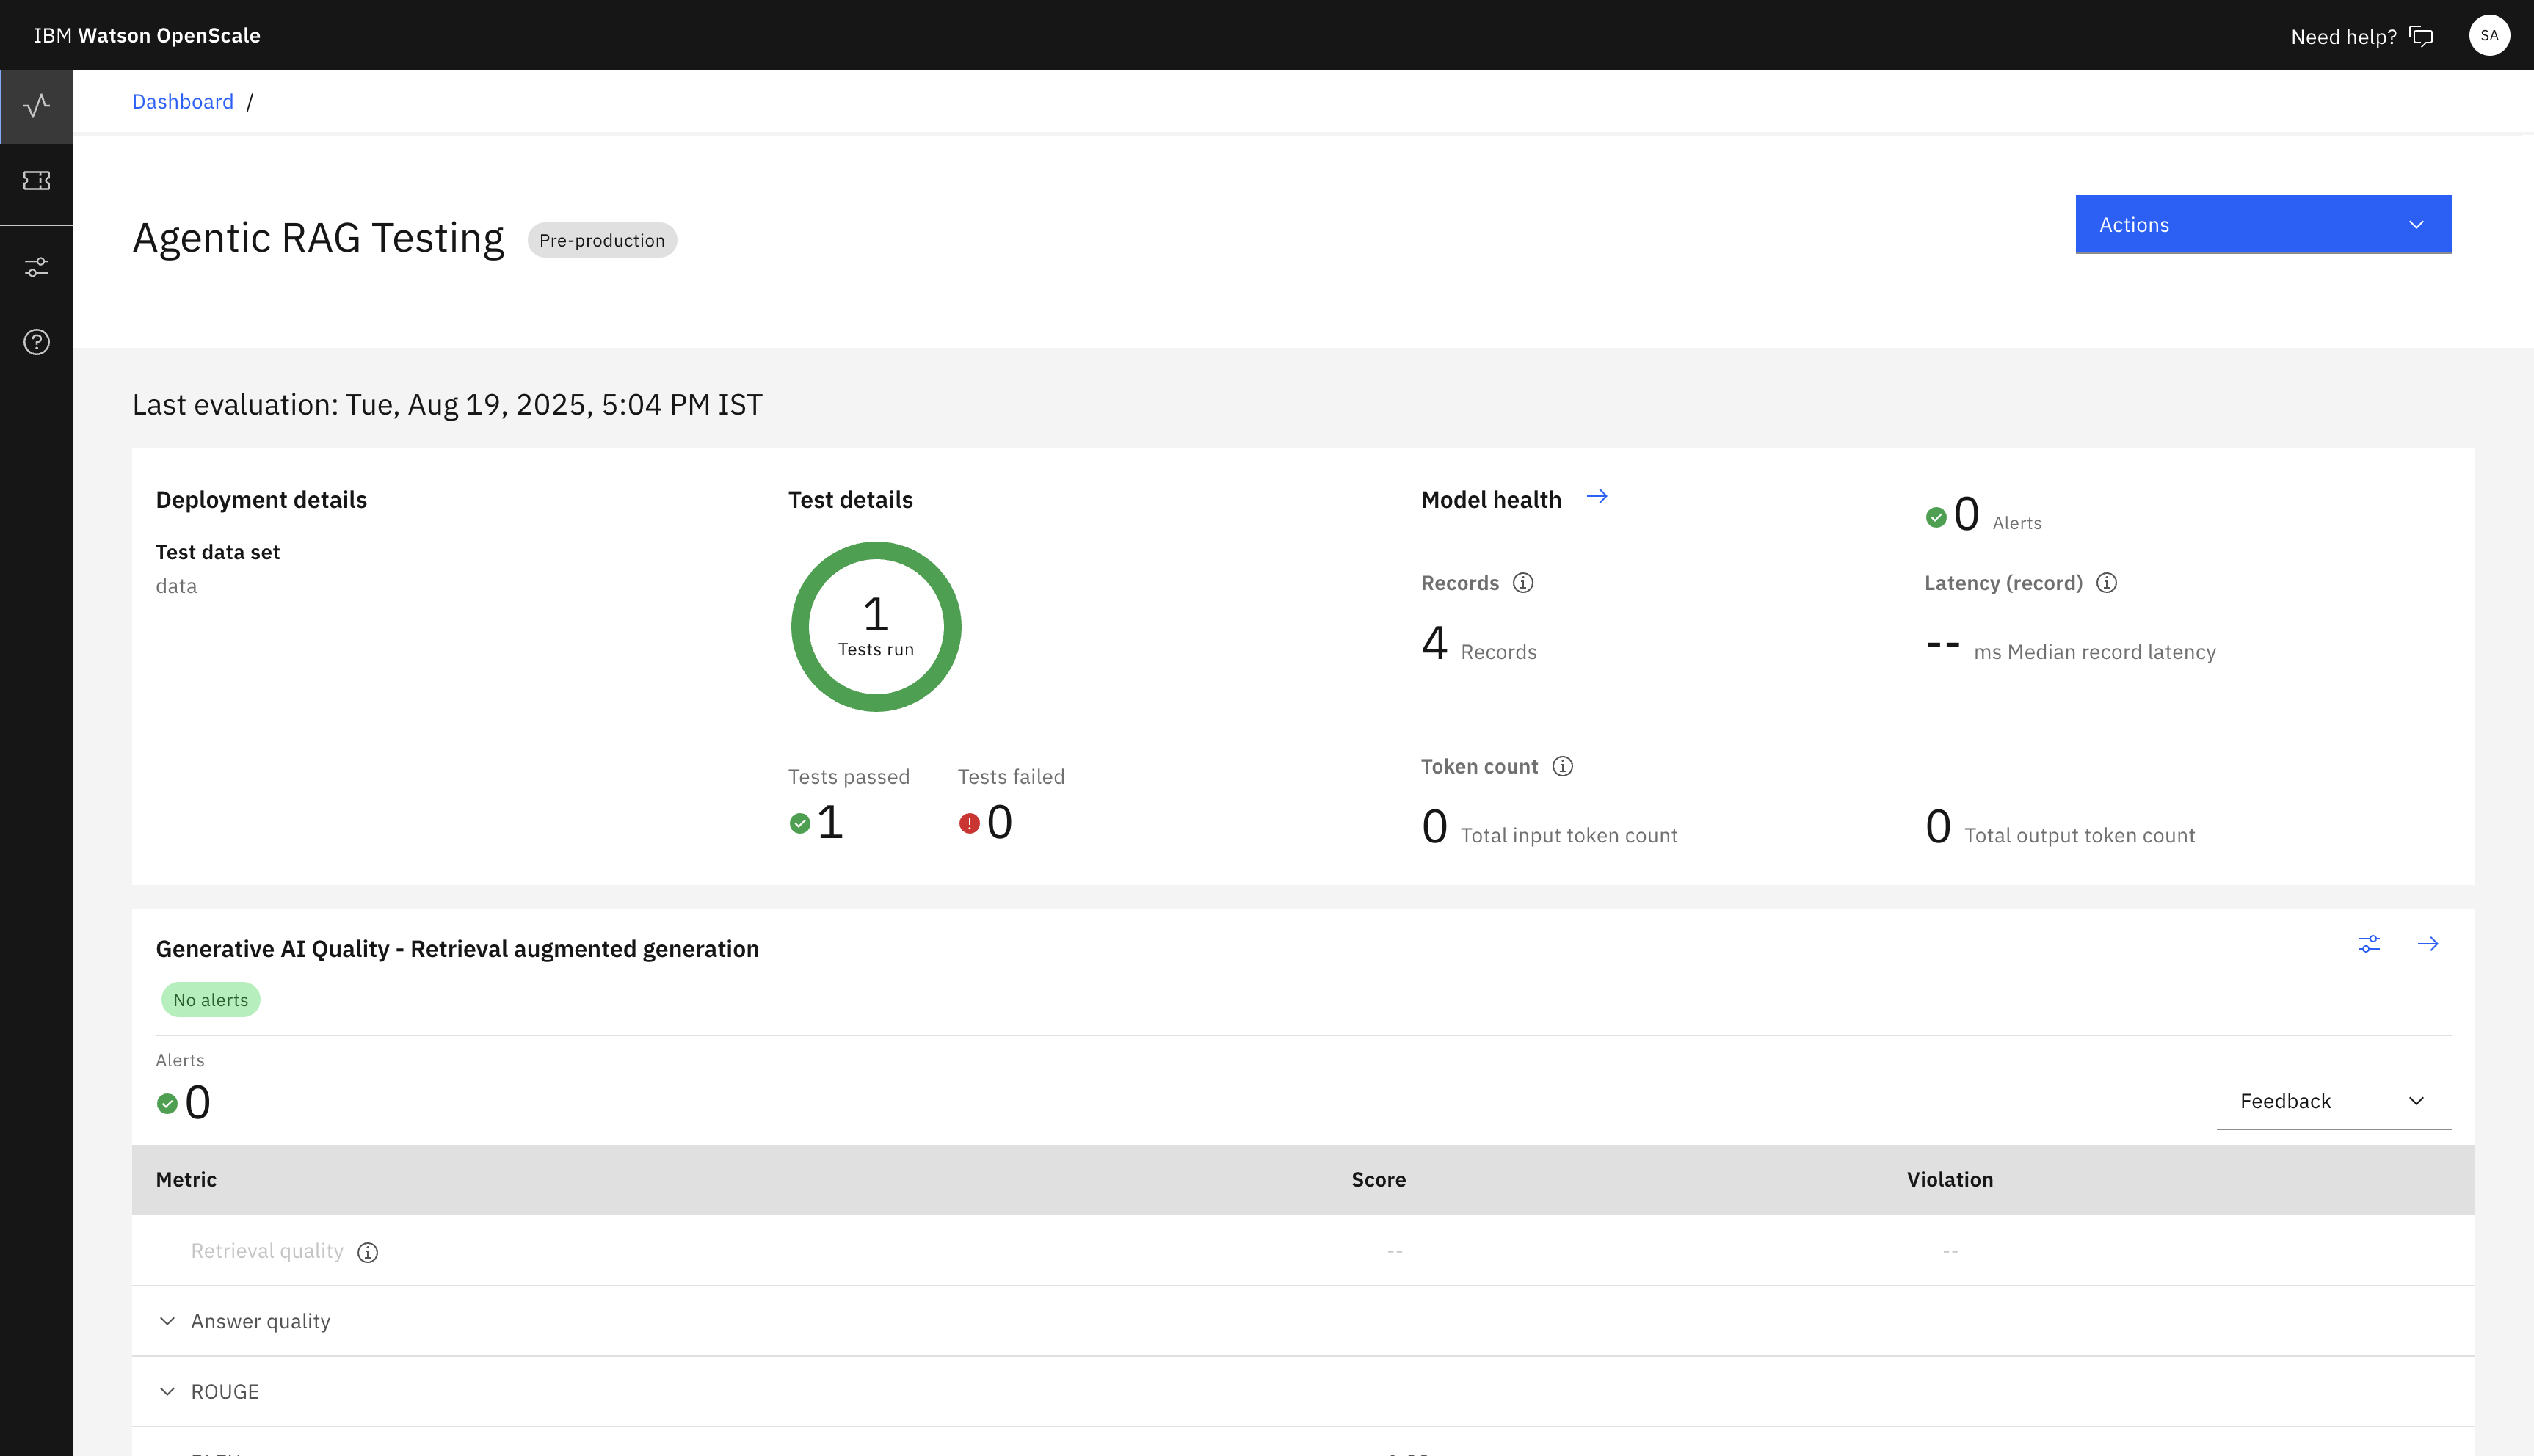 IBM Watson OpenScale
Need help?
SA
Dashboard /
Agentic RAG Testing
Pre-production
Actions
Last evaluation: Tue, Aug 19, 2025, 5:04 PM IST
Deployment details
Test data set
data
Test details
1
Tests run
Tests passed
1
Tests failed
0
Model health
0 Alerts
Records
4 Records
Latency (record)
-- ms Median record latency
Token count
0 Total input token count
0 Total output token count
Generative AI Quality - Retrieval augmented generation
No alerts
Alerts
0
Feedback
Metric Score Violation
Retrieval quality -- --
Answer quality
ROUGE